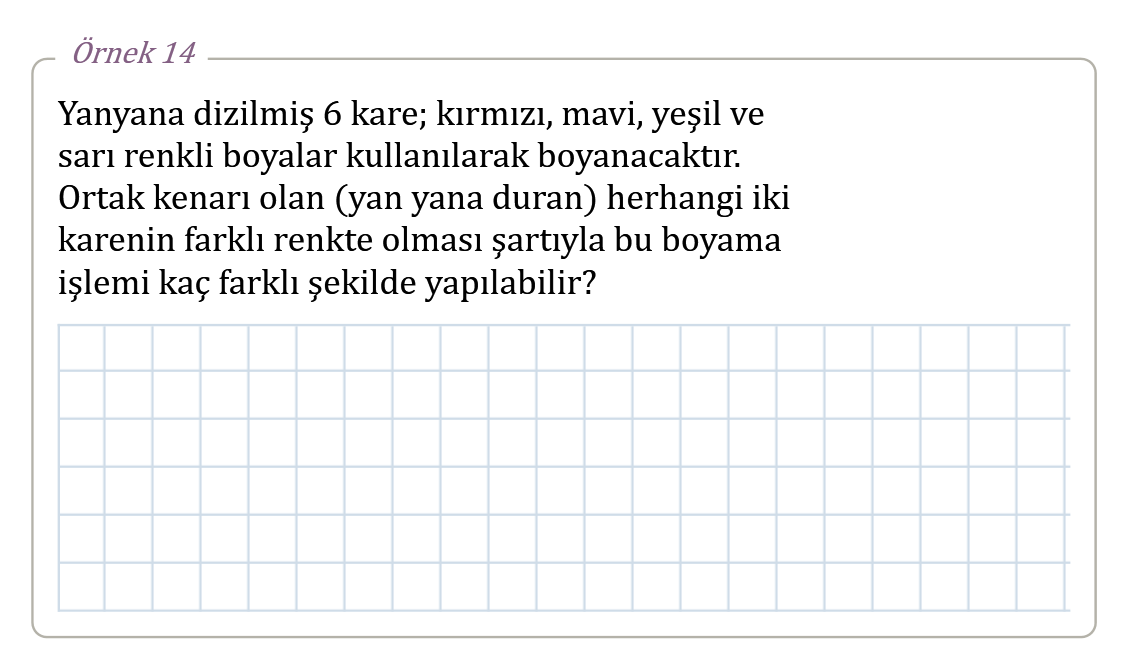 Örnek 14
Yanyana dizilmiş 6 kare; kırmızı, mavi, yeşil ve
sarı renkli boyalar kullanılarak boyanacaktır.
Ortak kenarı olan (yan yana duran) herhangi iki
karenin farklı renkte olması şartıyla bu boyama
işlemi kaç farklı şekilde yapılabilir?